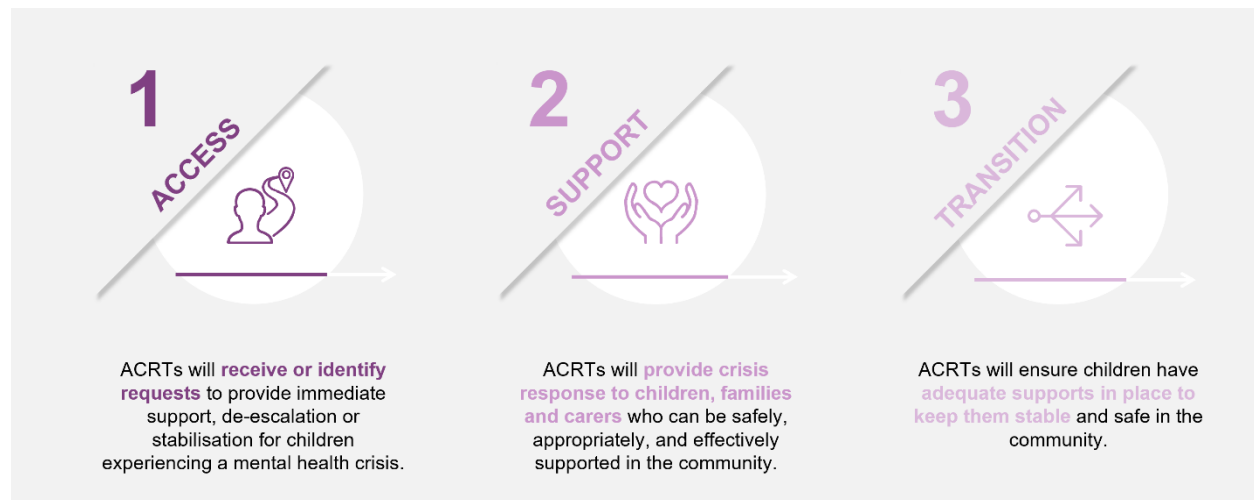 1
ACCESS
ACRTs will receive or identify
requests to provide immediate
support, de-escalation or
stabilisation for children
experiencing a mental health crisis.
2
SUPPORT
ACRTs will provide crisis
response to children, families
and carers who can be safely,
appropriately, and effectively
supported in the community.
3
TRANSITION
ACRTs will ensure children have
adequate supports in place to
keep them stable and safe in the
community.